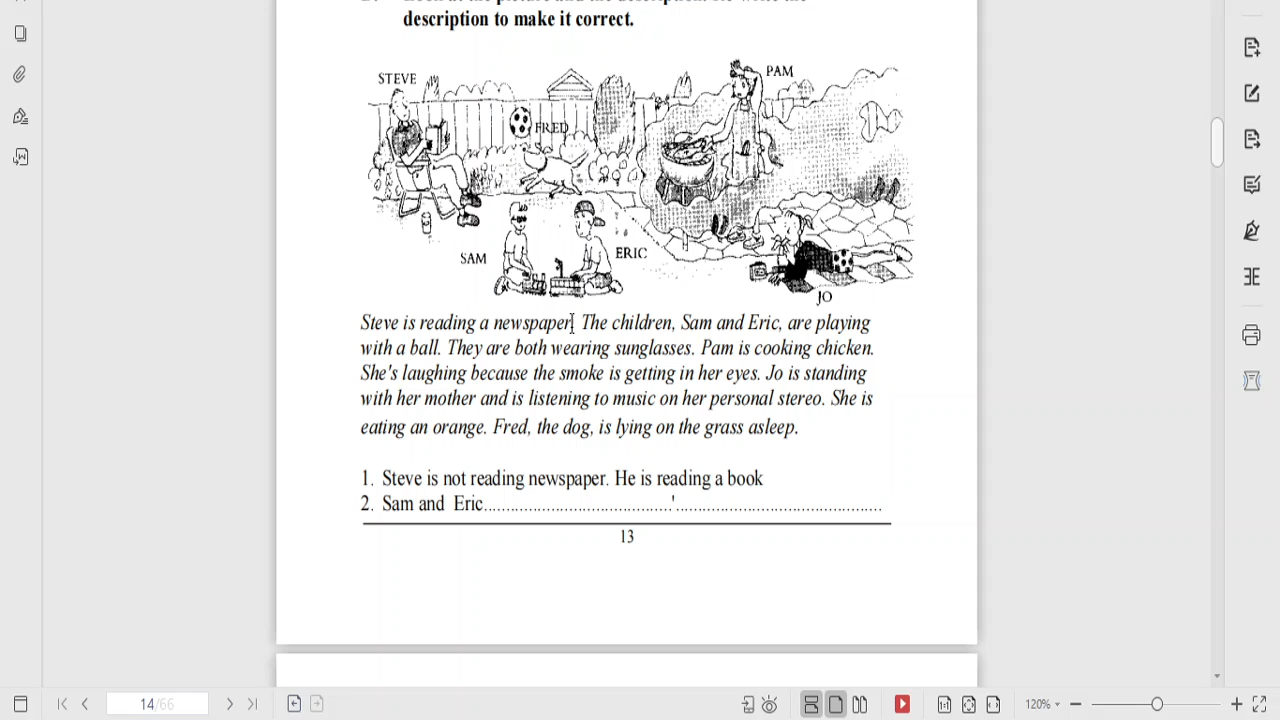 description to make it correct.
STEVE
PAM
FRED
SAM
ERIC
JO
Steve is reading a newspaper. The children, Sam and Eric, are playing
with a ball. They are both wearing sunglasses. Pam is cooking chicken.
She's laughing because the smoke is getting in her eyes. Jo is standing
with her mother and is listening to music on her personal stereo. She is
eating an orange. Fred, the dog, is lying on the grass asleep.
1. Steve is not reading newspaper. He is reading a book
2. Sam and Eric..........................................'..............................................
13
14/66
120%